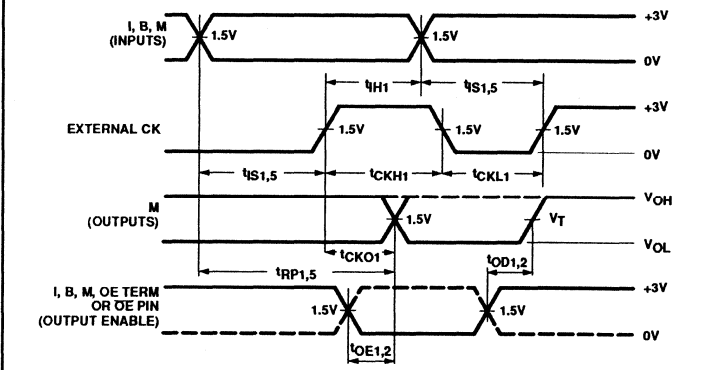 I, B, M
(INPUTS)
1.5V
1.5V
+3V
0V
tIH1
tIS1,5
EXTERNAL CK
1.5V
1.5V
1.5V
+3V
0V
tIS1,5
tCKH1
tCKL1
M
(OUTPUTS)
1.5V
VT
VOH
VOL
tCKO1
tOD1,2
tRP1,5
I, B, M, OE TERM
OR O̅E̅ PIN
(OUTPUT ENABLE)
1.5V
1.5V
+3V
0V
tOE1,2